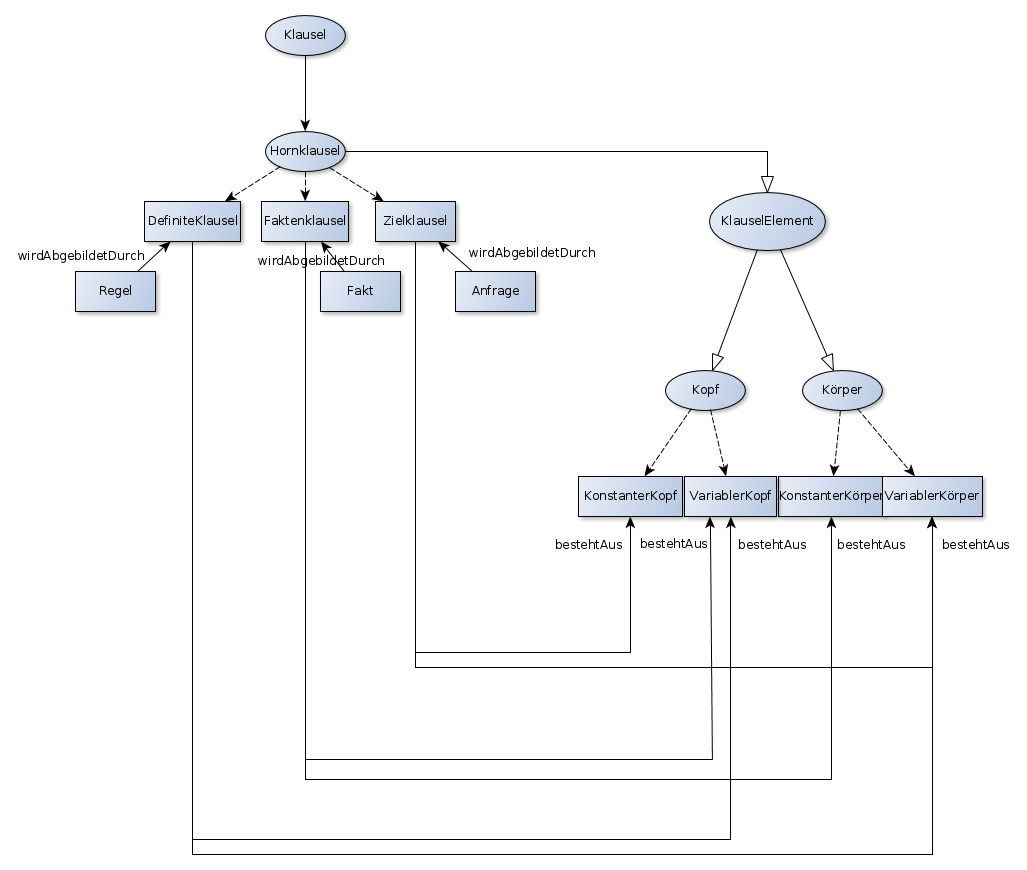 Klausel
Hornklausel
DefiniteKlausel
Faktenklausel
Zielklausel
KlauselElement
wirdAbgebildetDurch
wirdAbgebildetDurch
wirdAbgebildetDurch
Regel
Fakt
Anfrage
Kopf
Körper
KonstanterKopf
VariablerKopf
KonstanterKörper
VariablerKörper
bestehtAus
bestehtAus
bestehtAus
bestehtAus
bestehtAus